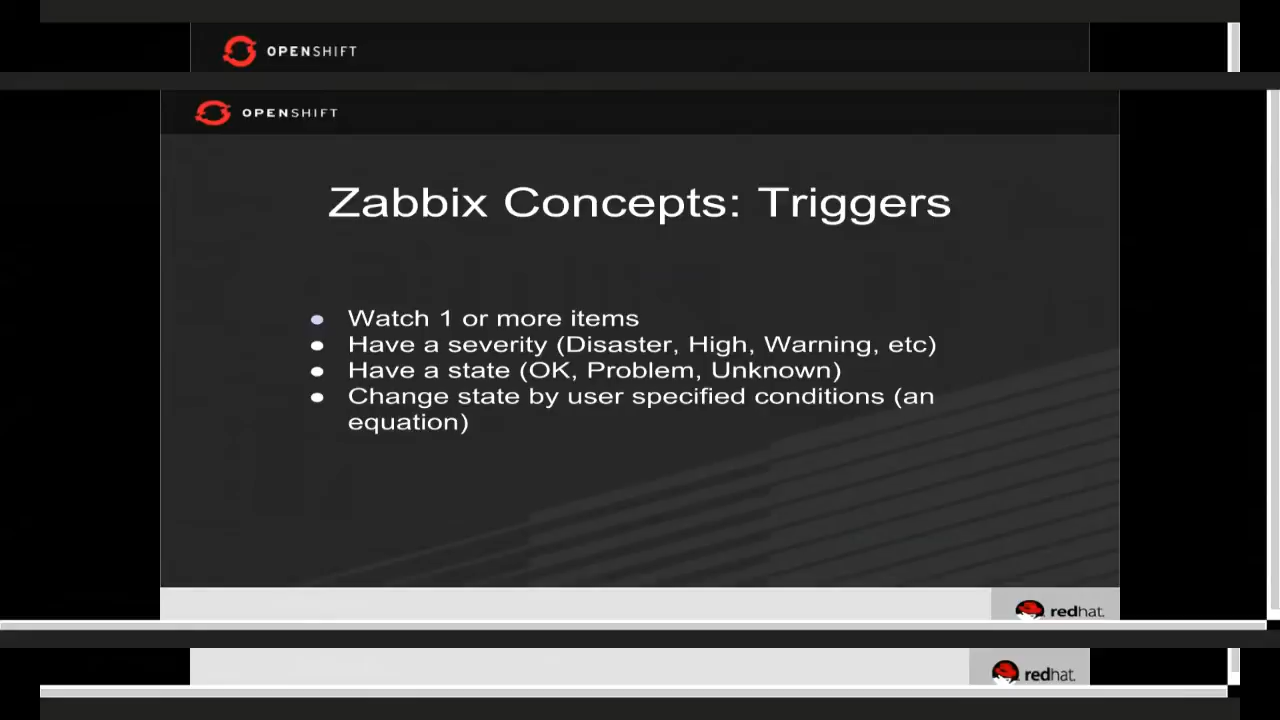 OPENSHIFT
OPENSHIFT
Zabbix Concepts: Triggers
Watch 1 or more items
Have a severity (Disaster, High, Warning, etc)
Have a state (OK, Problem, Unknown)
Change state by user specified conditions (an
equation)
redhat.
redhat.